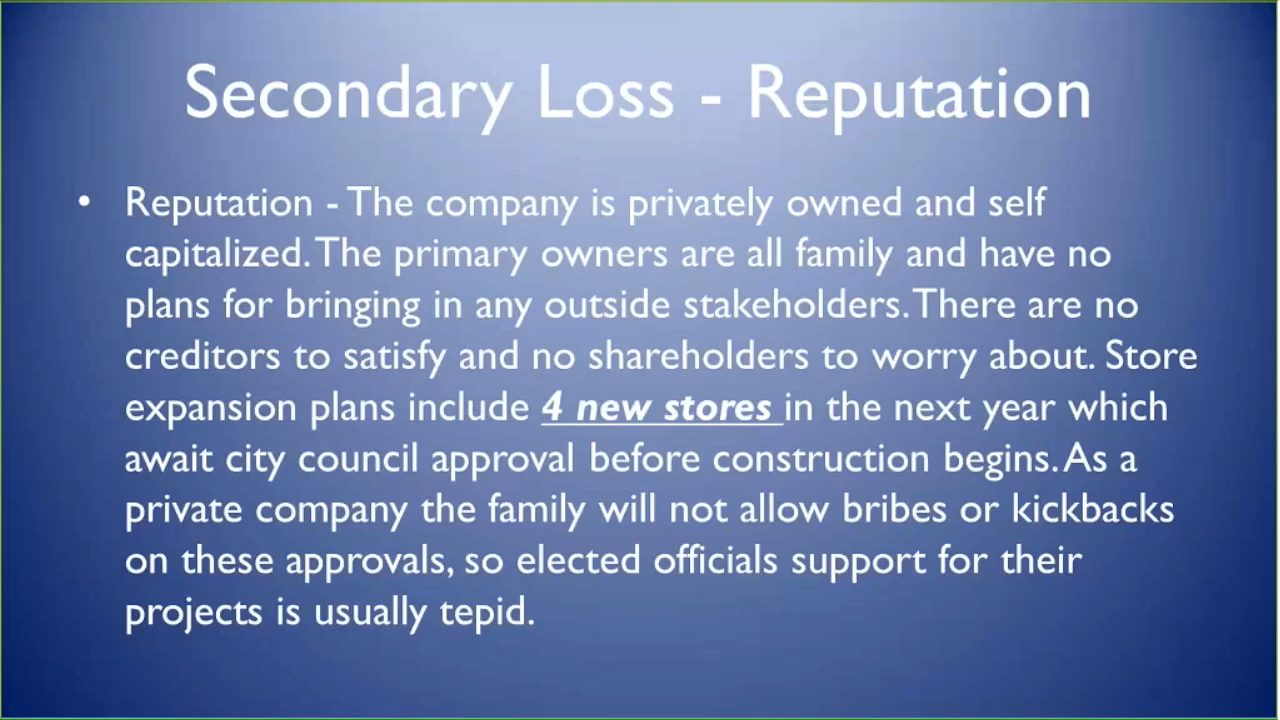 Secondary Loss - Reputation
• Reputation - The company is privately owned and self
capitalized. The primary owners are all family and have no
plans for bringing in any outside stakeholders. There are no
creditors to satisfy and no shareholders to worry about. Store
expansion plans include 4 new stores in the next year which
await city council approval before construction begins. As a
private company the family will not allow bribes or kickbacks
on these approvals, so elected officials support for their
projects is usually tepid.